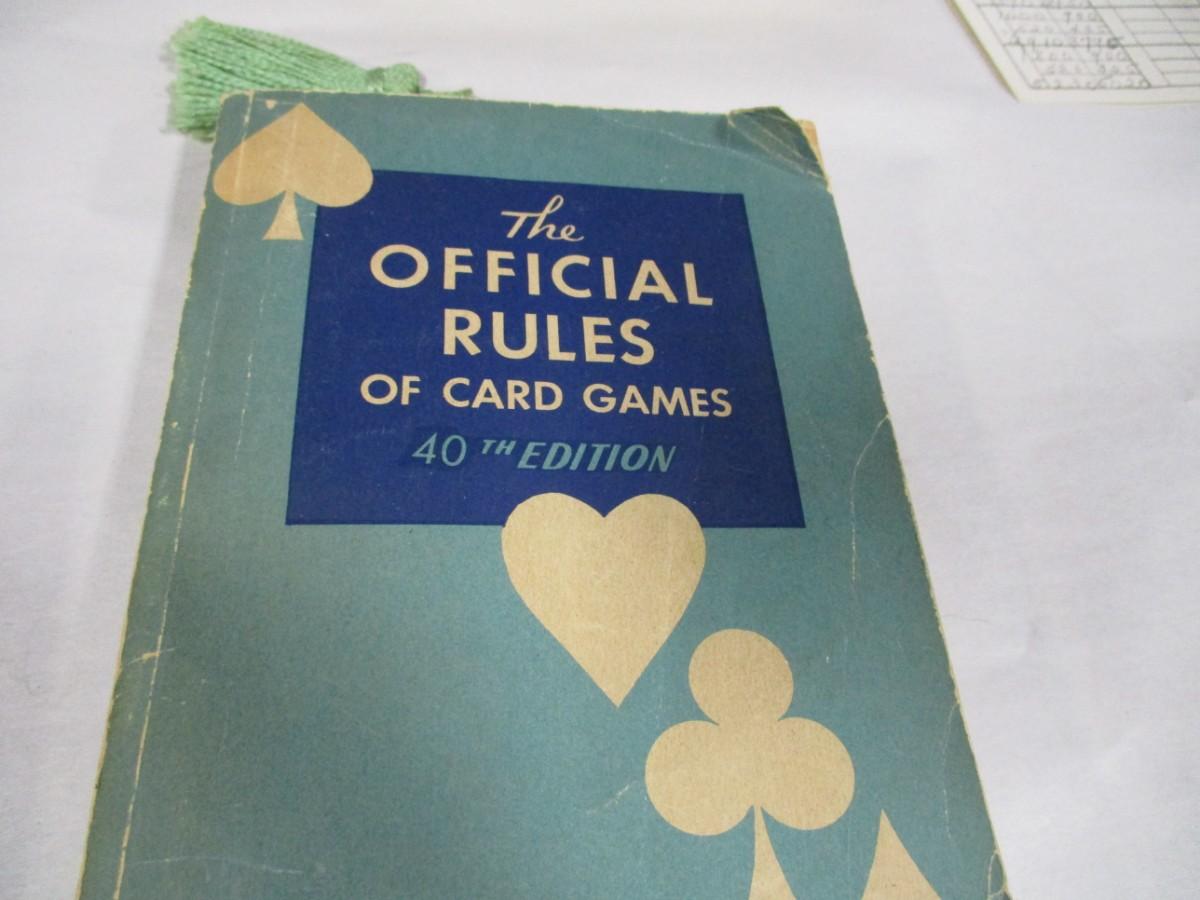 The
OFFICIAL
RULES
OF CARD GAMES
40TH EDITION